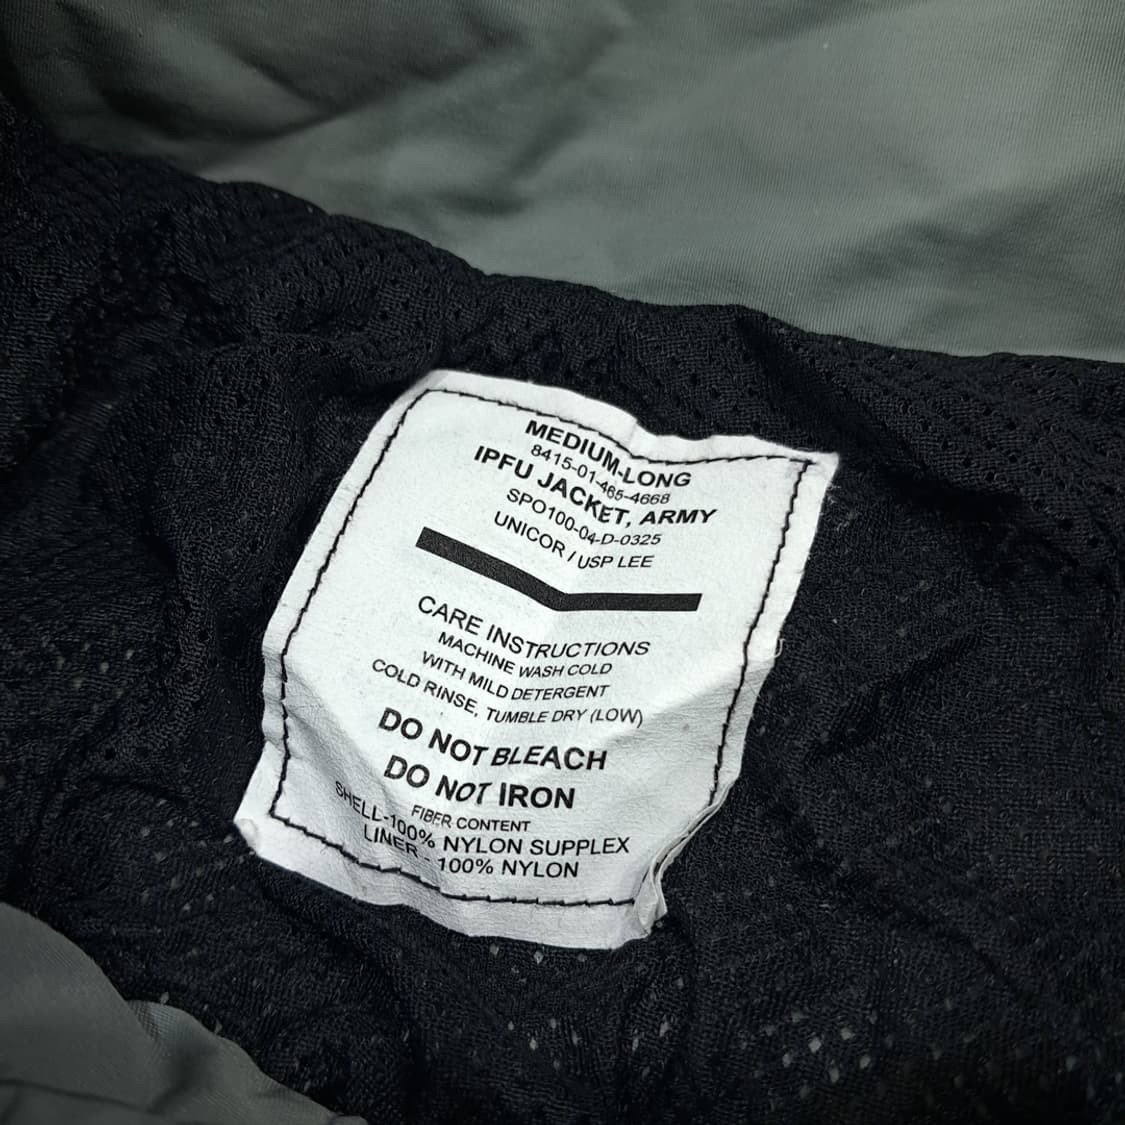 MEDIUM-LONG
8415-01-465-4668
IPFU JACKET, ARMY
SPO100-04-D-0325
UNICOR / USP LEE
CARE INSTRUCTIONS
MACHINE WASH COLD
WITH MILD DETERGENT
COLD RINSE, TUMBLE DRY (LOW)
DO NOT BLEACH
DO NOT IRON
FIBER CONTENT
SHELL-100% NYLON SUPPLEX
LINER - 100% NYLON